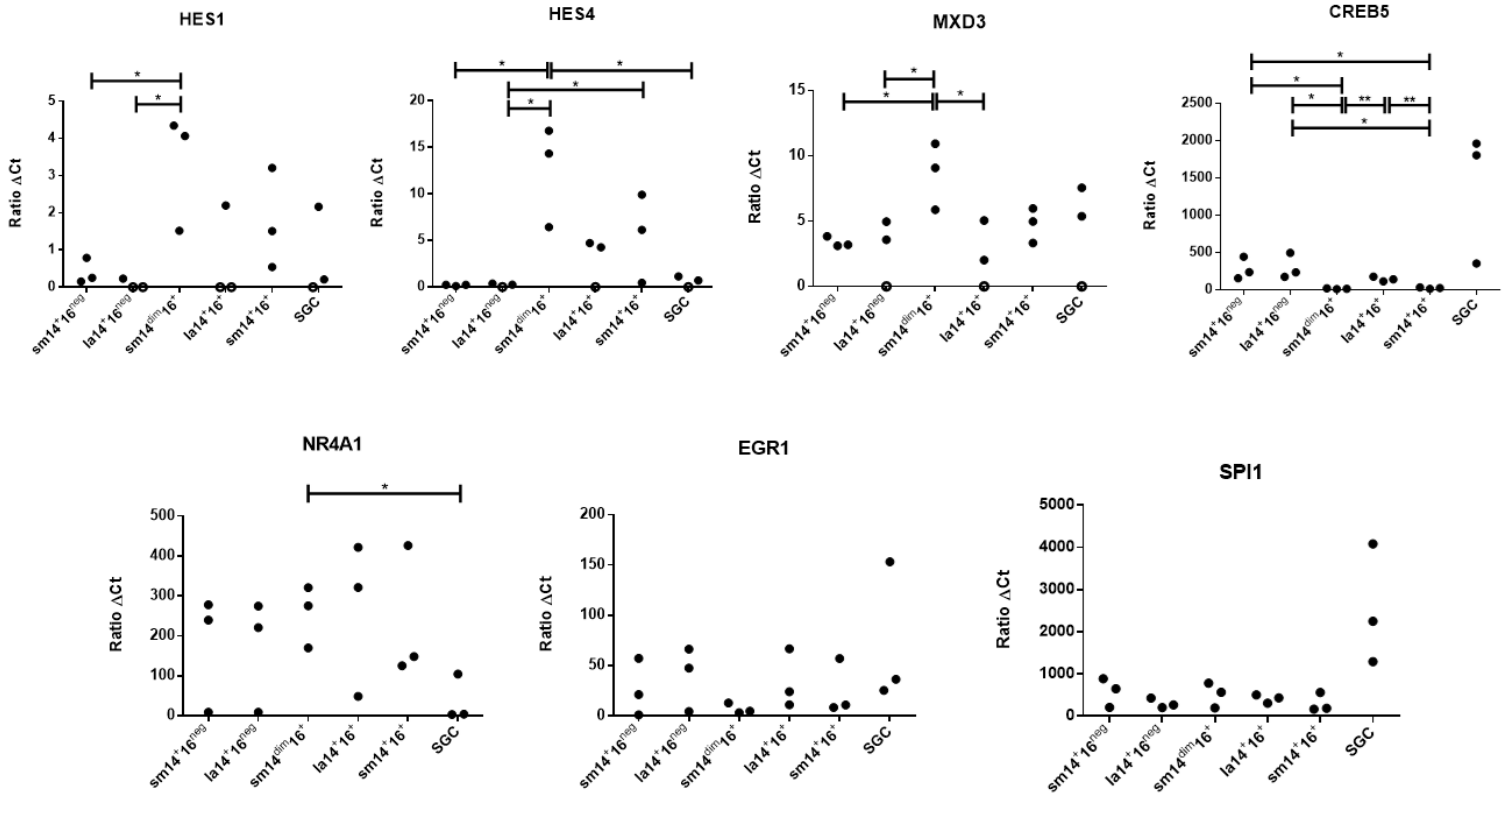 HES1
*
*
Ratio ΔCt
5
4
3
2
1
0
sm14⁺16ⁿᵉᵍ
la14⁺16ⁿᵉᵍ
sm14ᵈⁱᵐ16⁺
la14⁺16⁺
sm14⁺16⁺
SGC
HES4
* *
*
*
Ratio ΔCt
20
15
10
5
0
sm14⁺16ⁿᵉᵍ
la14⁺16ⁿᵉᵍ
sm14ᵈⁱᵐ16⁺
la14⁺16⁺
sm14⁺16⁺
SGC
MXD3
*
* *
Ratio ΔCt
15
10
5
0
sm14⁺16ⁿᵉᵍ
la14⁺16ⁿᵉᵍ
sm14ᵈⁱᵐ16⁺
la14⁺16⁺
sm14⁺16⁺
SGC
CREB5
*
*
* ** **
*
Ratio ΔCt
2500
2000
1500
1000
500
0
sm14⁺16ⁿᵉᵍ
la14⁺16ⁿᵉᵍ
sm14ᵈⁱᵐ16⁺
la14⁺16⁺
sm14⁺16⁺
SGC
NR4A1
*
Ratio ΔCt
500
400
300
200
100
0
sm14⁺16ⁿᵉᵍ
la14⁺16ⁿᵉᵍ
sm14ᵈⁱᵐ16⁺
la14⁺16⁺
sm14⁺16⁺
SGC
EGR1
Ratio ΔCt
200
150
100
50
0
sm14⁺16ⁿᵉᵍ
la14⁺16ⁿᵉᵍ
sm14ᵈⁱᵐ16⁺
la14⁺16⁺
sm14⁺16⁺
SGC
SPI1
Ratio ΔCt
5000
4000
3000
2000
1000
0
sm14⁺16ⁿᵉᵍ
la14⁺16ⁿᵉᵍ
sm14ᵈⁱᵐ16⁺
la14⁺16⁺
sm14⁺16⁺
SGC